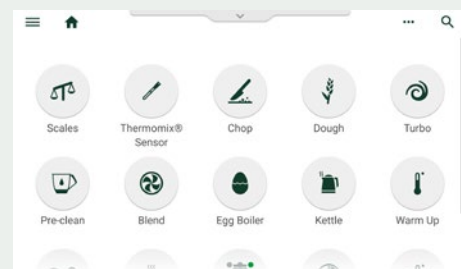 Scales
Thermomix®
Sensor
Chop
Dough
Turbo
Pre-clean
Blend
Egg Boiler
Kettle
Warm Up